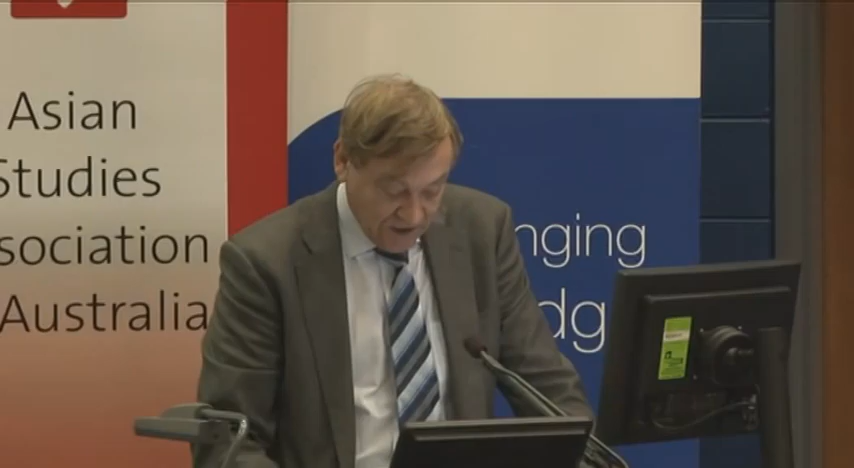 Asian
Studies
sociation
Australia
nging
dg